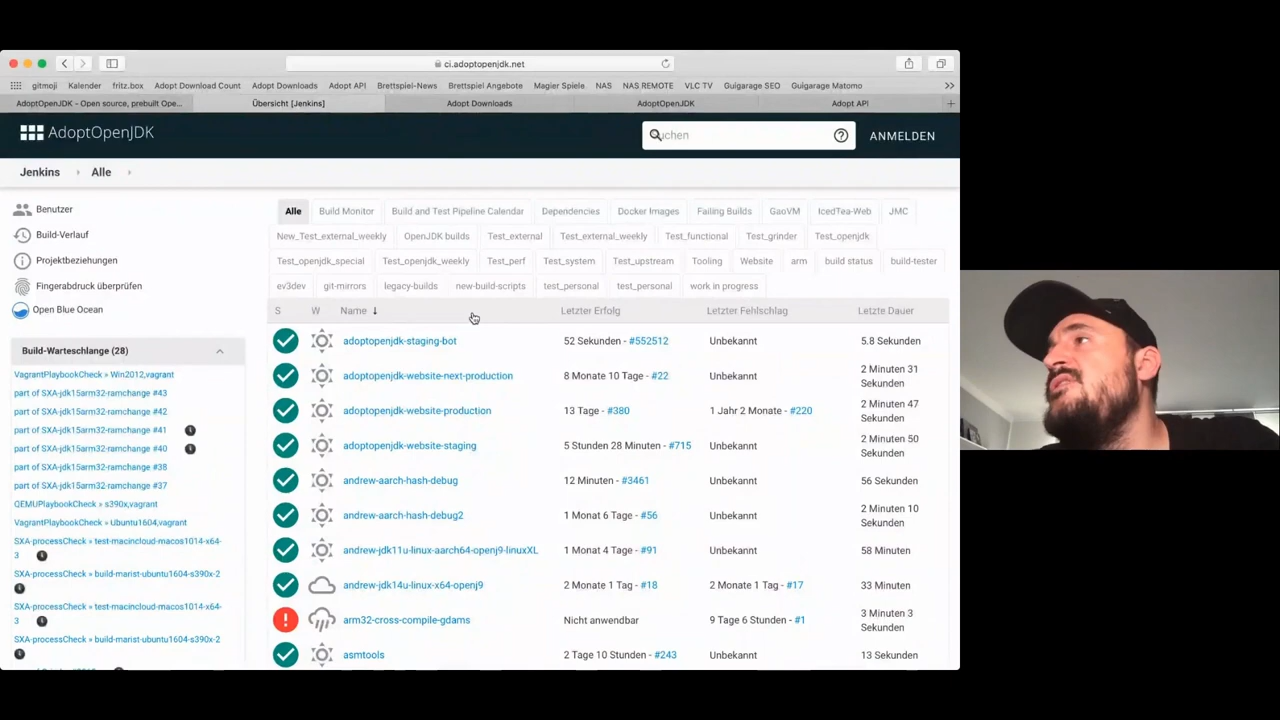 ci.adoptopenjdk.net
gitmoji Kalender fritz.box Adopt Download Count Adopt Downloads Adopt API Brettspiel-News Brettspiel Angebote Magier Spiele NAS NAS REMOTE VLC TV Guigarage SEO Guigarage Matomo
AdoptOpenJDK - Open source, prebuilt Ope... Übersicht [Jenkins] Adopt Downloads AdoptOpenJDK Adopt API
AdoptOpenJDK
ANMELDEN
Jenkins Alle
Benutzer
Build-Verlauf
Projektbeziehungen
Fingerabdruck überprüfen
Open Blue Ocean
Build-Warteschlange (28)
VagrantPlaybookCheck » Win2012,vagrant
part of SXA-jdk15arm32-ramchange #43
part of SXA-jdk15arm32-ramchange #42
part of SXA-jdk15arm32-ramchange #41
part of SXA-jdk15arm32-ramchange #40
part of SXA-jdk15arm32-ramchange #38
part of SXA-jdk15arm32-ramchange #37
QEMUPlaybookCheck » s390x,vagrant
VagrantPlaybookCheck » Ubuntu1604,vagrant
SXA-processCheck » test-macincloud-macos1014-x64-
3
SXA-processCheck » build-marist-ubuntu1604-s390x-2
SXA-processCheck » test-macincloud-macos1014-x64-
3
SXA-processCheck » build-marist-ubuntu1604-s390x-2
Alle Build Monitor Build and Test Pipeline Calendar Dependencies Docker Images Failing Builds GaoVM IcedTea-Web JMC
New_Test_external_weekly OpenJDK builds Test_external Test_external_weekly Test_functional Test_grinder Test_openjdk
Test_openjdk_special Test_openjdk_weekly Test_perf Test_system Test_upstream Tooling Website arm build status build-tester
ev3dev git-mirrors legacy-builds new-build-scripts test_personal test_personal work in progress
S W Name ↓ Letzter Erfolg Letzter Fehlschlag Letzte Dauer
adoptopenjdk-staging-bot 52 Sekunden - #552512 Unbekannt 5.8 Sekunden
adoptopenjdk-website-next-production 8 Monate 10 Tage - #22 Unbekannt 2 Minuten 31 Sekunden
adoptopenjdk-website-production 13 Tage - #380 1 Jahr 2 Monate - #220 2 Minuten 47 Sekunden
adoptopenjdk-website-staging 5 Stunden 28 Minuten - #715 Unbekannt 2 Minuten 50 Sekunden
andrew-aarch-hash-debug 12 Minuten - #3461 Unbekannt 56 Sekunden
andrew-aarch-hash-debug2 1 Monat 6 Tage - #56 Unbekannt 2 Minuten 10 Sekunden
andrew-jdk11u-linux-aarch64-openj9-linuxXL 1 Monat 4 Tage - #91 Unbekannt 58 Minuten
andrew-jdk14u-linux-x64-openj9 2 Monate 1 Tag - #18 2 Monate 1 Tag - #17 33 Minuten
arm32-cross-compile-gdams Nicht anwendbar 9 Tage 6 Stunden - #1 3 Minuten 3 Sekunden
asmtools 2 Tage 10 Stunden - #243 Unbekannt 13 Sekunden